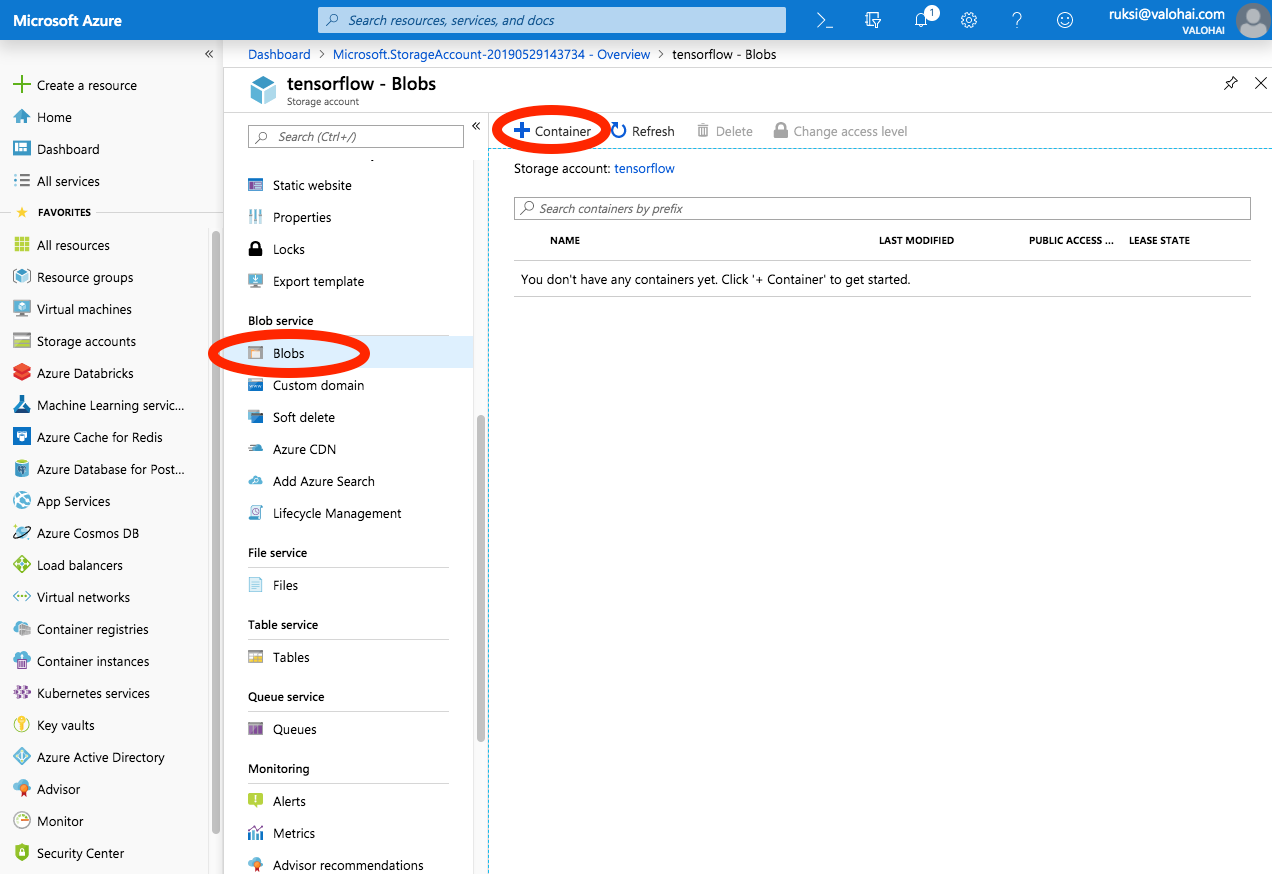 Microsoft Azure
Search resources, services, and docs
1
ruksi@valohai.com
VALOHAI
Create a resource
Home
Dashboard
All services
FAVORITES
All resources
Resource groups
Virtual machines
Storage accounts
Azure Databricks
Machine Learning servic...
Azure Cache for Redis
Azure Database for Post...
App Services
Azure Cosmos DB
Load balancers
Virtual networks
Container registries
Container instances
Kubernetes services
Key vaults
Azure Active Directory
Advisor
Monitor
Security Center
Dashboard > Microsoft.StorageAccount-20190529143734 - Overview > tensorflow - Blobs
tensorflow - Blobs
Storage account
Search (Ctrl+/)
Static website
Properties
Locks
Export template
Blob service
Blobs
Custom domain
Soft delete
Azure CDN
Add Azure Search
Lifecycle Management
File service
Files
Table service
Tables
Queue service
Queues
Monitoring
Alerts
Metrics
Advisor recommendations
Container Refresh Delete Change access level
Storage account: tensorflow
Search containers by prefix
NAME LAST MODIFIED PUBLIC ACCESS ... LEASE STATE
You don't have any containers yet. Click '+ Container' to get started.